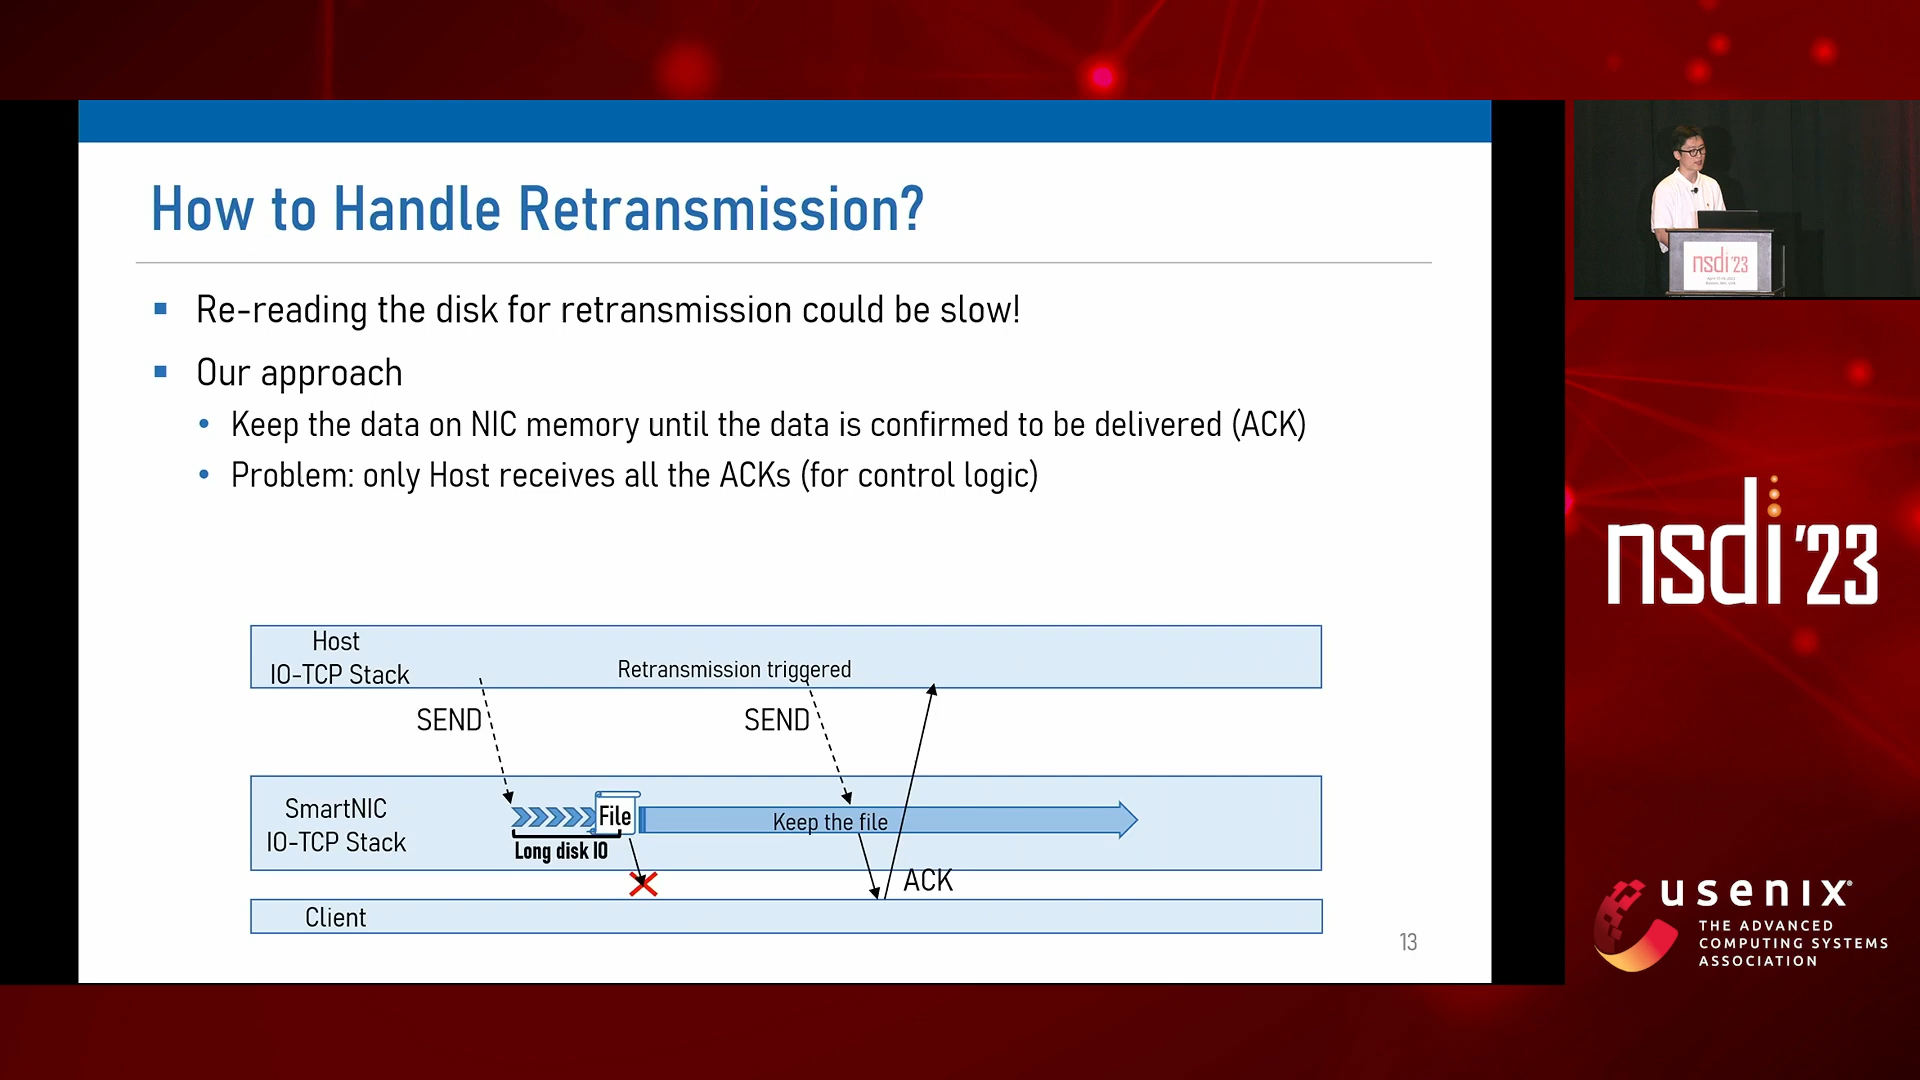 How to Handle Retransmission?
Re-reading the disk for retransmission could be slow!
Our approach
Keep the data on NIC memory until the data is confirmed to be delivered (ACK)
Problem: only Host receives all the ACKs (for control logic)
Host
IO-TCP Stack
Retransmission triggered
SEND
SEND
SmartNIC
IO-TCP Stack
File
Keep the file
Long disk IO
ACK
Client
13
nsdi '23
nsdi '23
usenix®
THE ADVANCED
COMPUTING SYSTEMS
ASSOCIATION